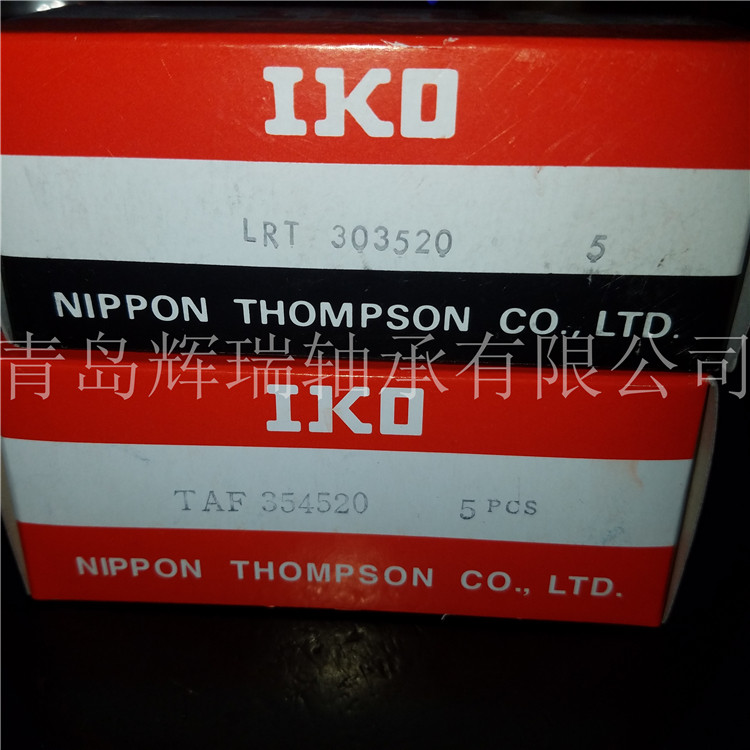 IKO
LRT 303520 5
NIPPON THOMPSON CO., LTD.
青岛辉瑞轴承有限公司
IKO
TAF 354520 5 PCS
NIPPON THOMPSON CO., LTD.